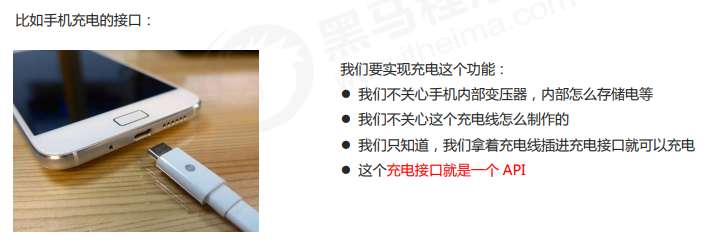 比如手机充电的接口：
我们要实现充电这个功能：
● 我们不关心手机内部变压器，内部怎么存储电等
● 我们不关心这个充电线怎么制作的
● 我们只知道，我们拿着充电线插进充电接口就可以充电
● 这个充电接口就是一个 API